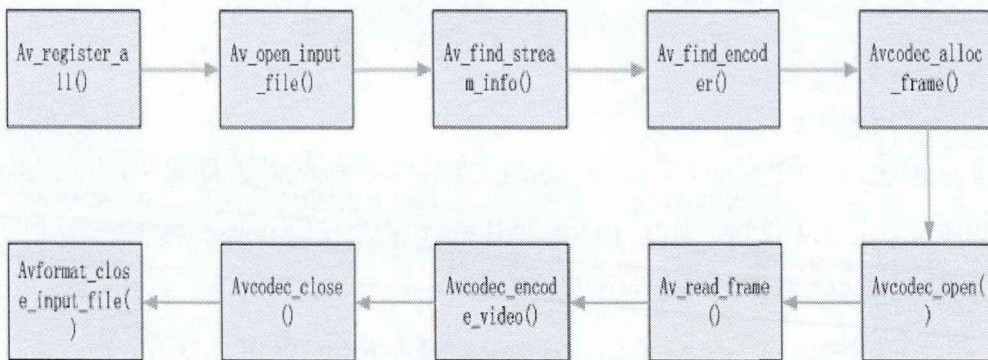 Av_register_a
ll()
Av_open_input
_file()
Av_find_strea
m_info()
Av_find_encod
er()
Avcodec_alloc
_frame()
Avformat_clos
e_input_file(
)
Avcodec_close
()
Avcodec_encod
e_video()
Av_read_frame
()
Avcodec_open(
)